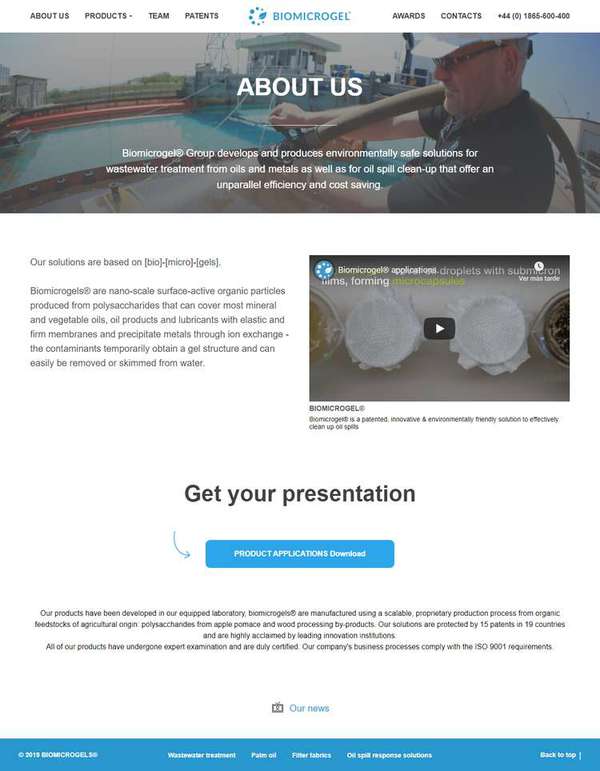 ABOUT US PRODUCTS TEAM PATENTS BIOMICROGEL AWARDS CONTACTS +44 (0) 1865-600-400
ABOUT US
Biomicrogel® Group develops and produces environmentally safe solutions for
wastewater treatment from oils and metals as well as for oil spill clean-up that offer an
unparallel efficiency and cost saving.
Our solutions are based on [bio]-[micro]-[gels].
Biomicrogels® are nano-scale surface-active organic particles
produced from polysaccharides that can cover most mineral
and vegetable oils, oil products and lubricants with elastic and
firm membranes and precipitate metals through ion exchange -
the contaminants temporarily obtain a gel structure and can
easily be removed or skimmed from water.
Biomicrogel® applications
droplets with submicron
films, forming microcapsules
Ver más tarde
BIOMICROGEL®
Biomicrogel® is a patented, innovative & environmentally friendly solution to effectively
clean up oil spills
Get your presentation
PRODUCT APPLICATIONS Download
Our products have been developed in our equipped laboratory, biomicrogels® are manufactured using a scalable, proprietary production process from organic
feedstocks of agricultural origin: polysaccharides from apple pomace and wood processing by-products. Our solutions are protected by 15 patents in 19 countries
and are highly acclaimed by leading innovation institutions.
All of our products have undergone expert examination and are duly certified. Our company's business processes comply with the ISO 9001 requirements.
Our news
© 2019 BIOMICROGELS® Wastewater treatment Palm oil Filter fabrics Oil spill response solutions Back to top